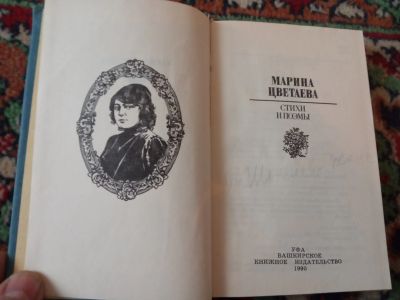 МАРИНА
ЦВЕТАЕВА
СТИХИ
И ПОЭМЫ
УФА
БАШКИРСКОЕ
КНИЖНОЕ ИЗДАТЕЛЬСТВО
1990